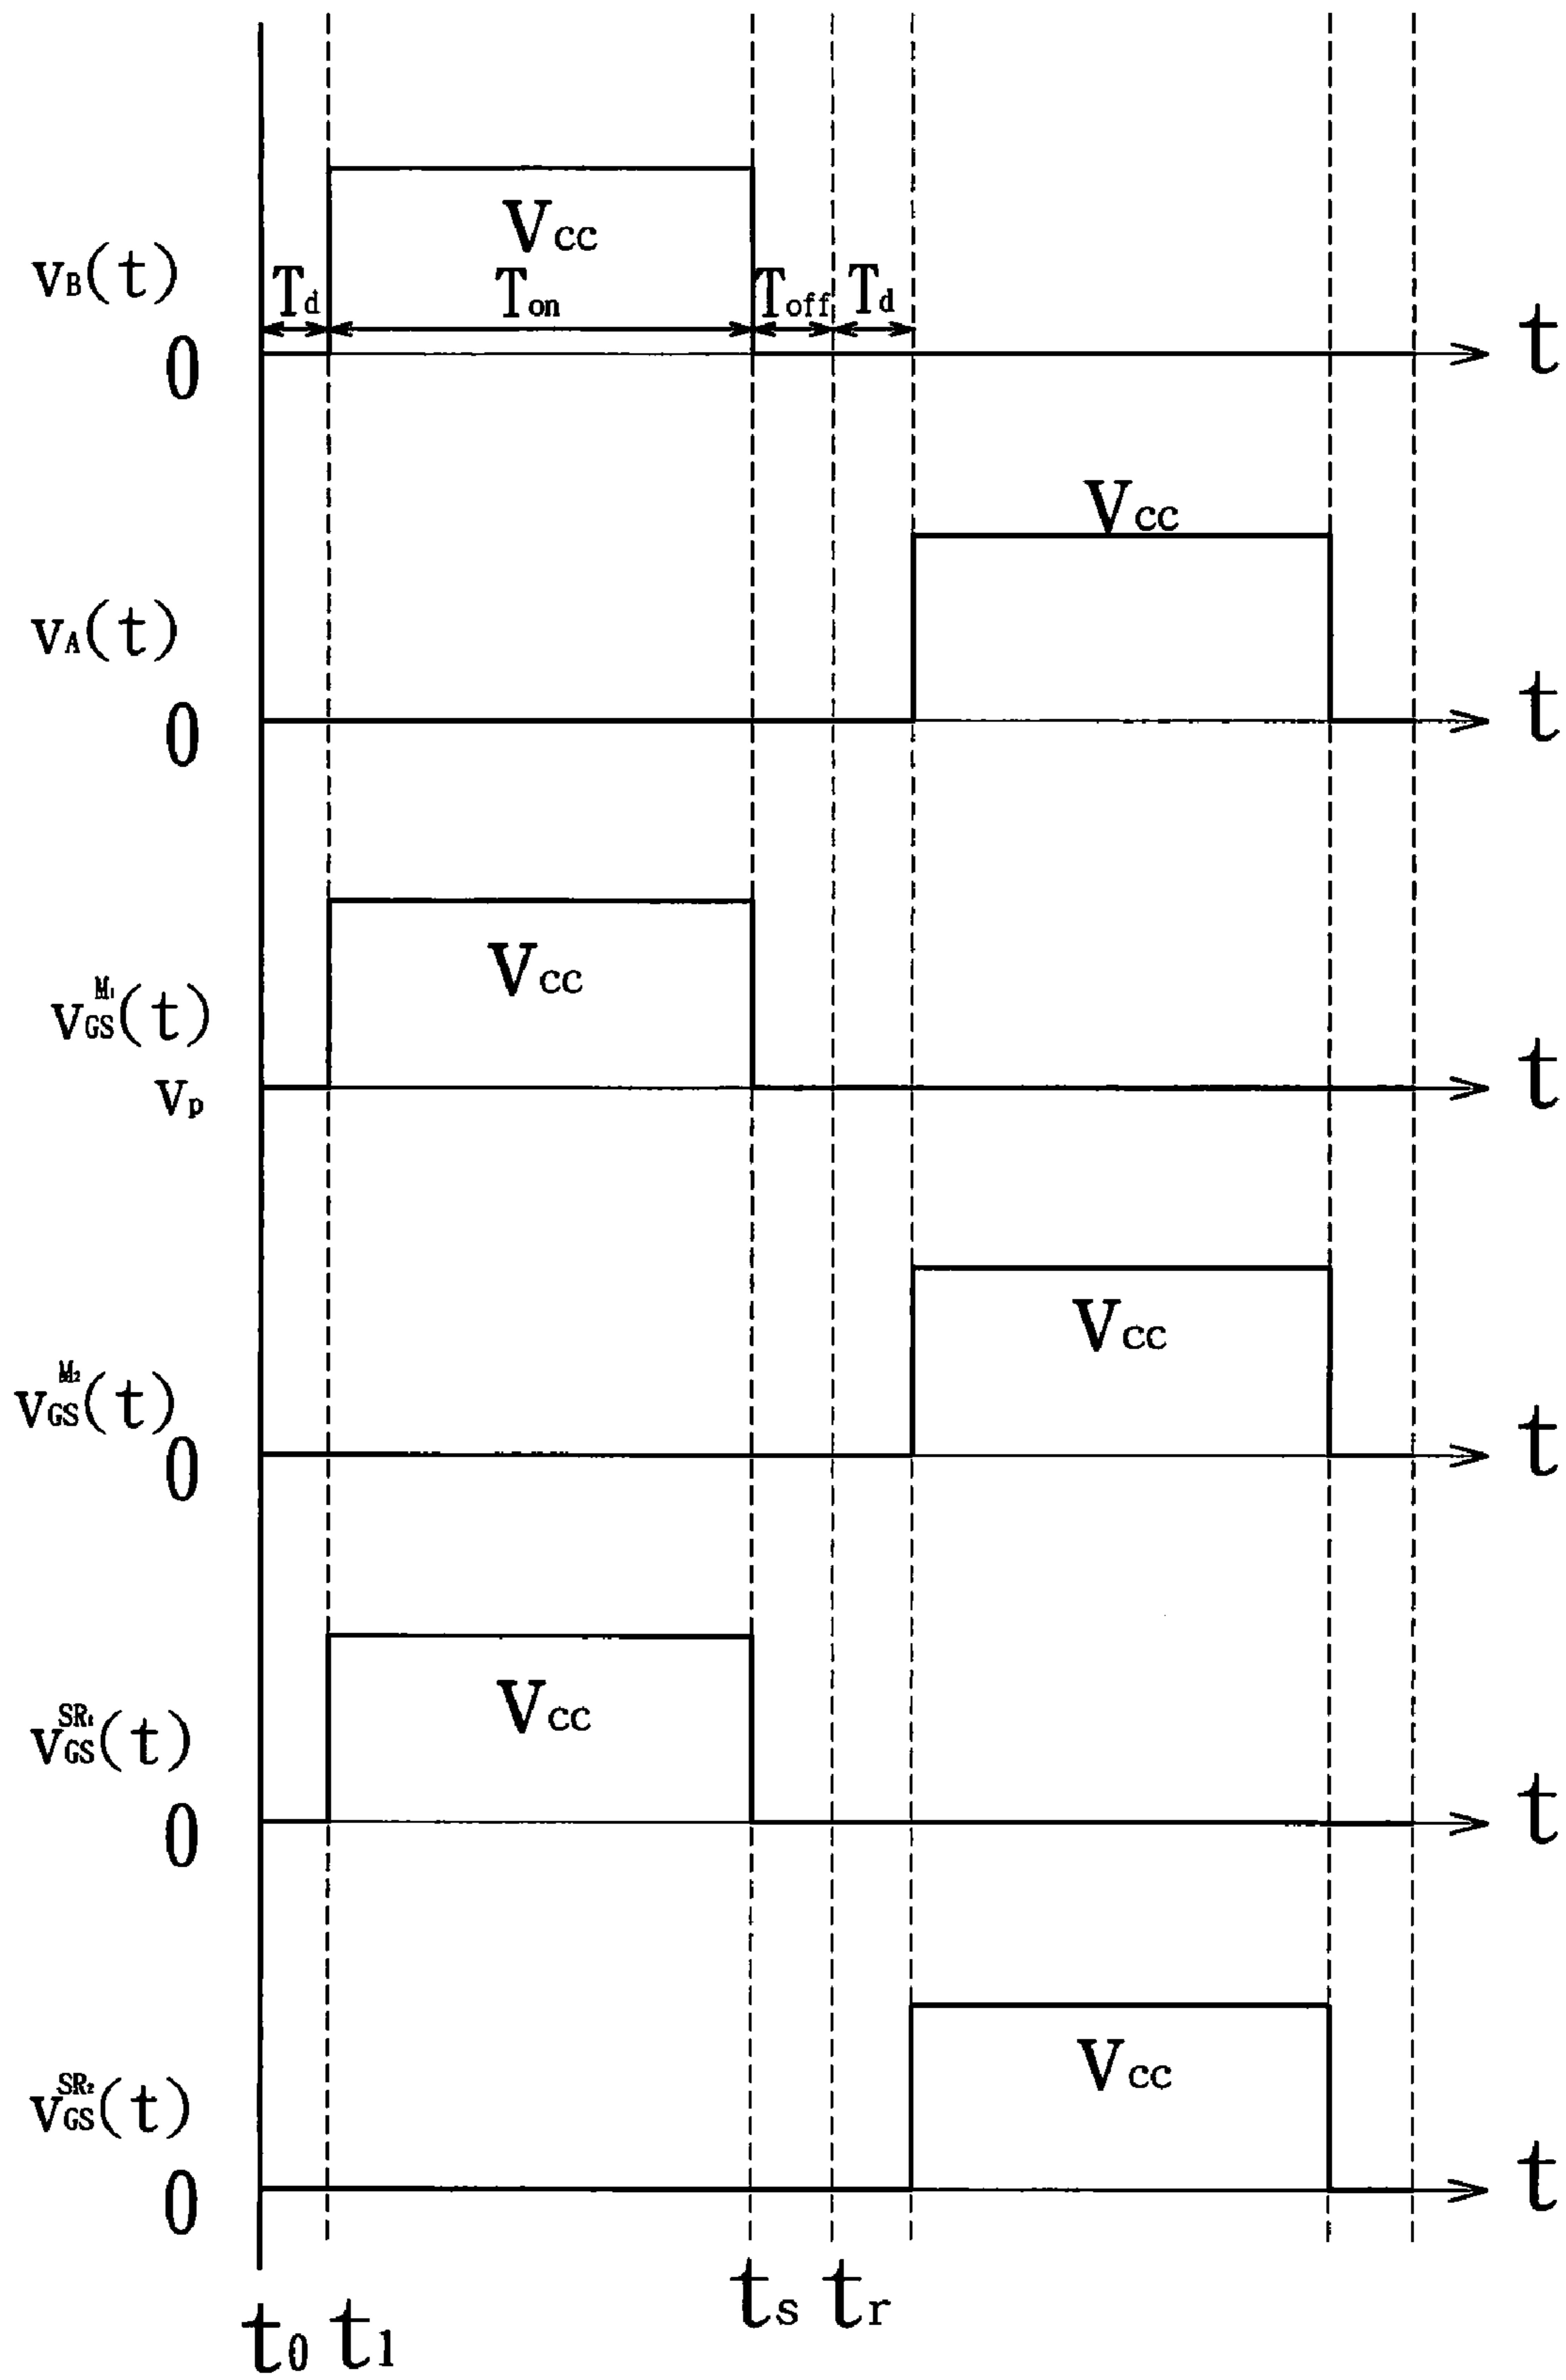 Vcc
vB(t) Td Ton Toff Td t
0
Vcc
vA(t) t
0
Vcc
vGS^M1(t) t
Vp
Vcc
vGS^M2(t) t
0
Vcc
vGS^SR1(t) t
0
Vcc
vGS^SR2(t) t
0
t0 t1 ts tr